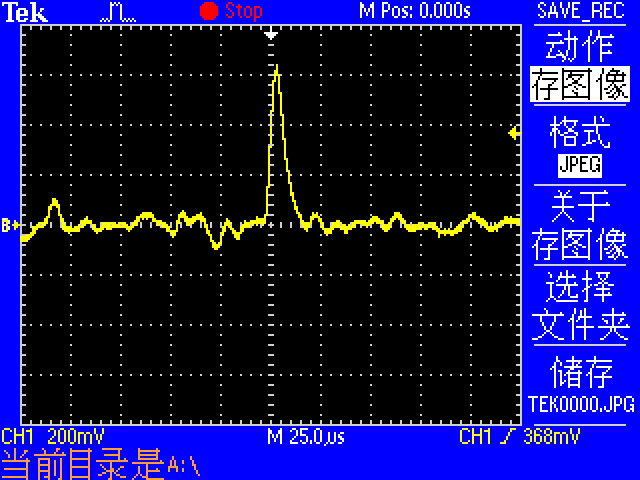 Tek Stop M Pos: 0.000s SAVE_REC
动作
存图像
格式
JPEG
关于
存图像
选择
文件夹
储存
TEK0000.JPG
B
CH1 200mV M 25.0µs CH1 368mV
当前目录是A:\